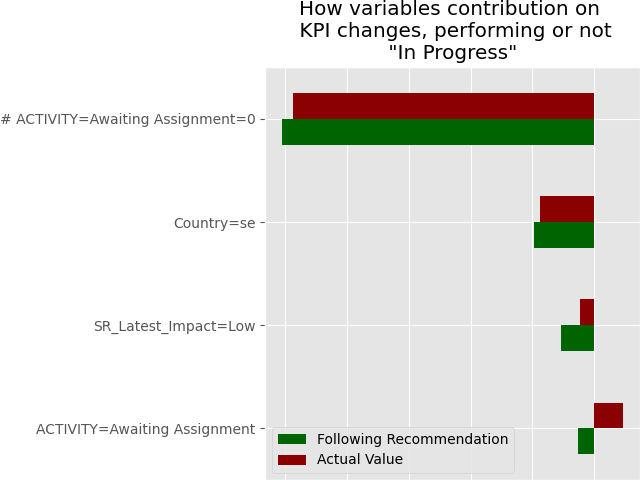 How variables contribution on
KPI changes, performing or not
"In Progress"
# ACTIVITY=Awaiting Assignment=0
Country=se
SR_Latest_Impact=Low
ACTIVITY=Awaiting Assignment
Following Recommendation
Actual Value